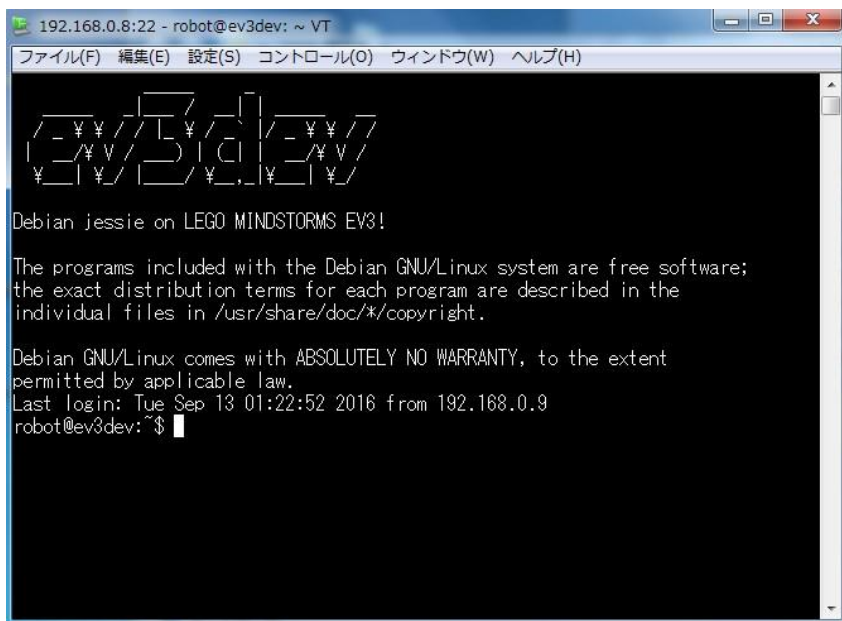 192.168.0.8:22 - robot@ev3dev: ~ VT
ファイル(F) 編集(E) 設定(S) コントロール(O) ウィンドウ(W) ヘルプ(H)
ev3dev
Debian jessie on LEGO MINDSTORMS EV3!
The programs included with the Debian GNU/Linux system are free software;
the exact distribution terms for each program are described in the
individual files in /usr/share/doc/*/copyright.
Debian GNU/Linux comes with ABSOLUTELY NO WARRANTY, to the extent
permitted by applicable law.
Last login: Tue Sep 13 01:22:52 2016 from 192.168.0.9
robot@ev3dev:~$